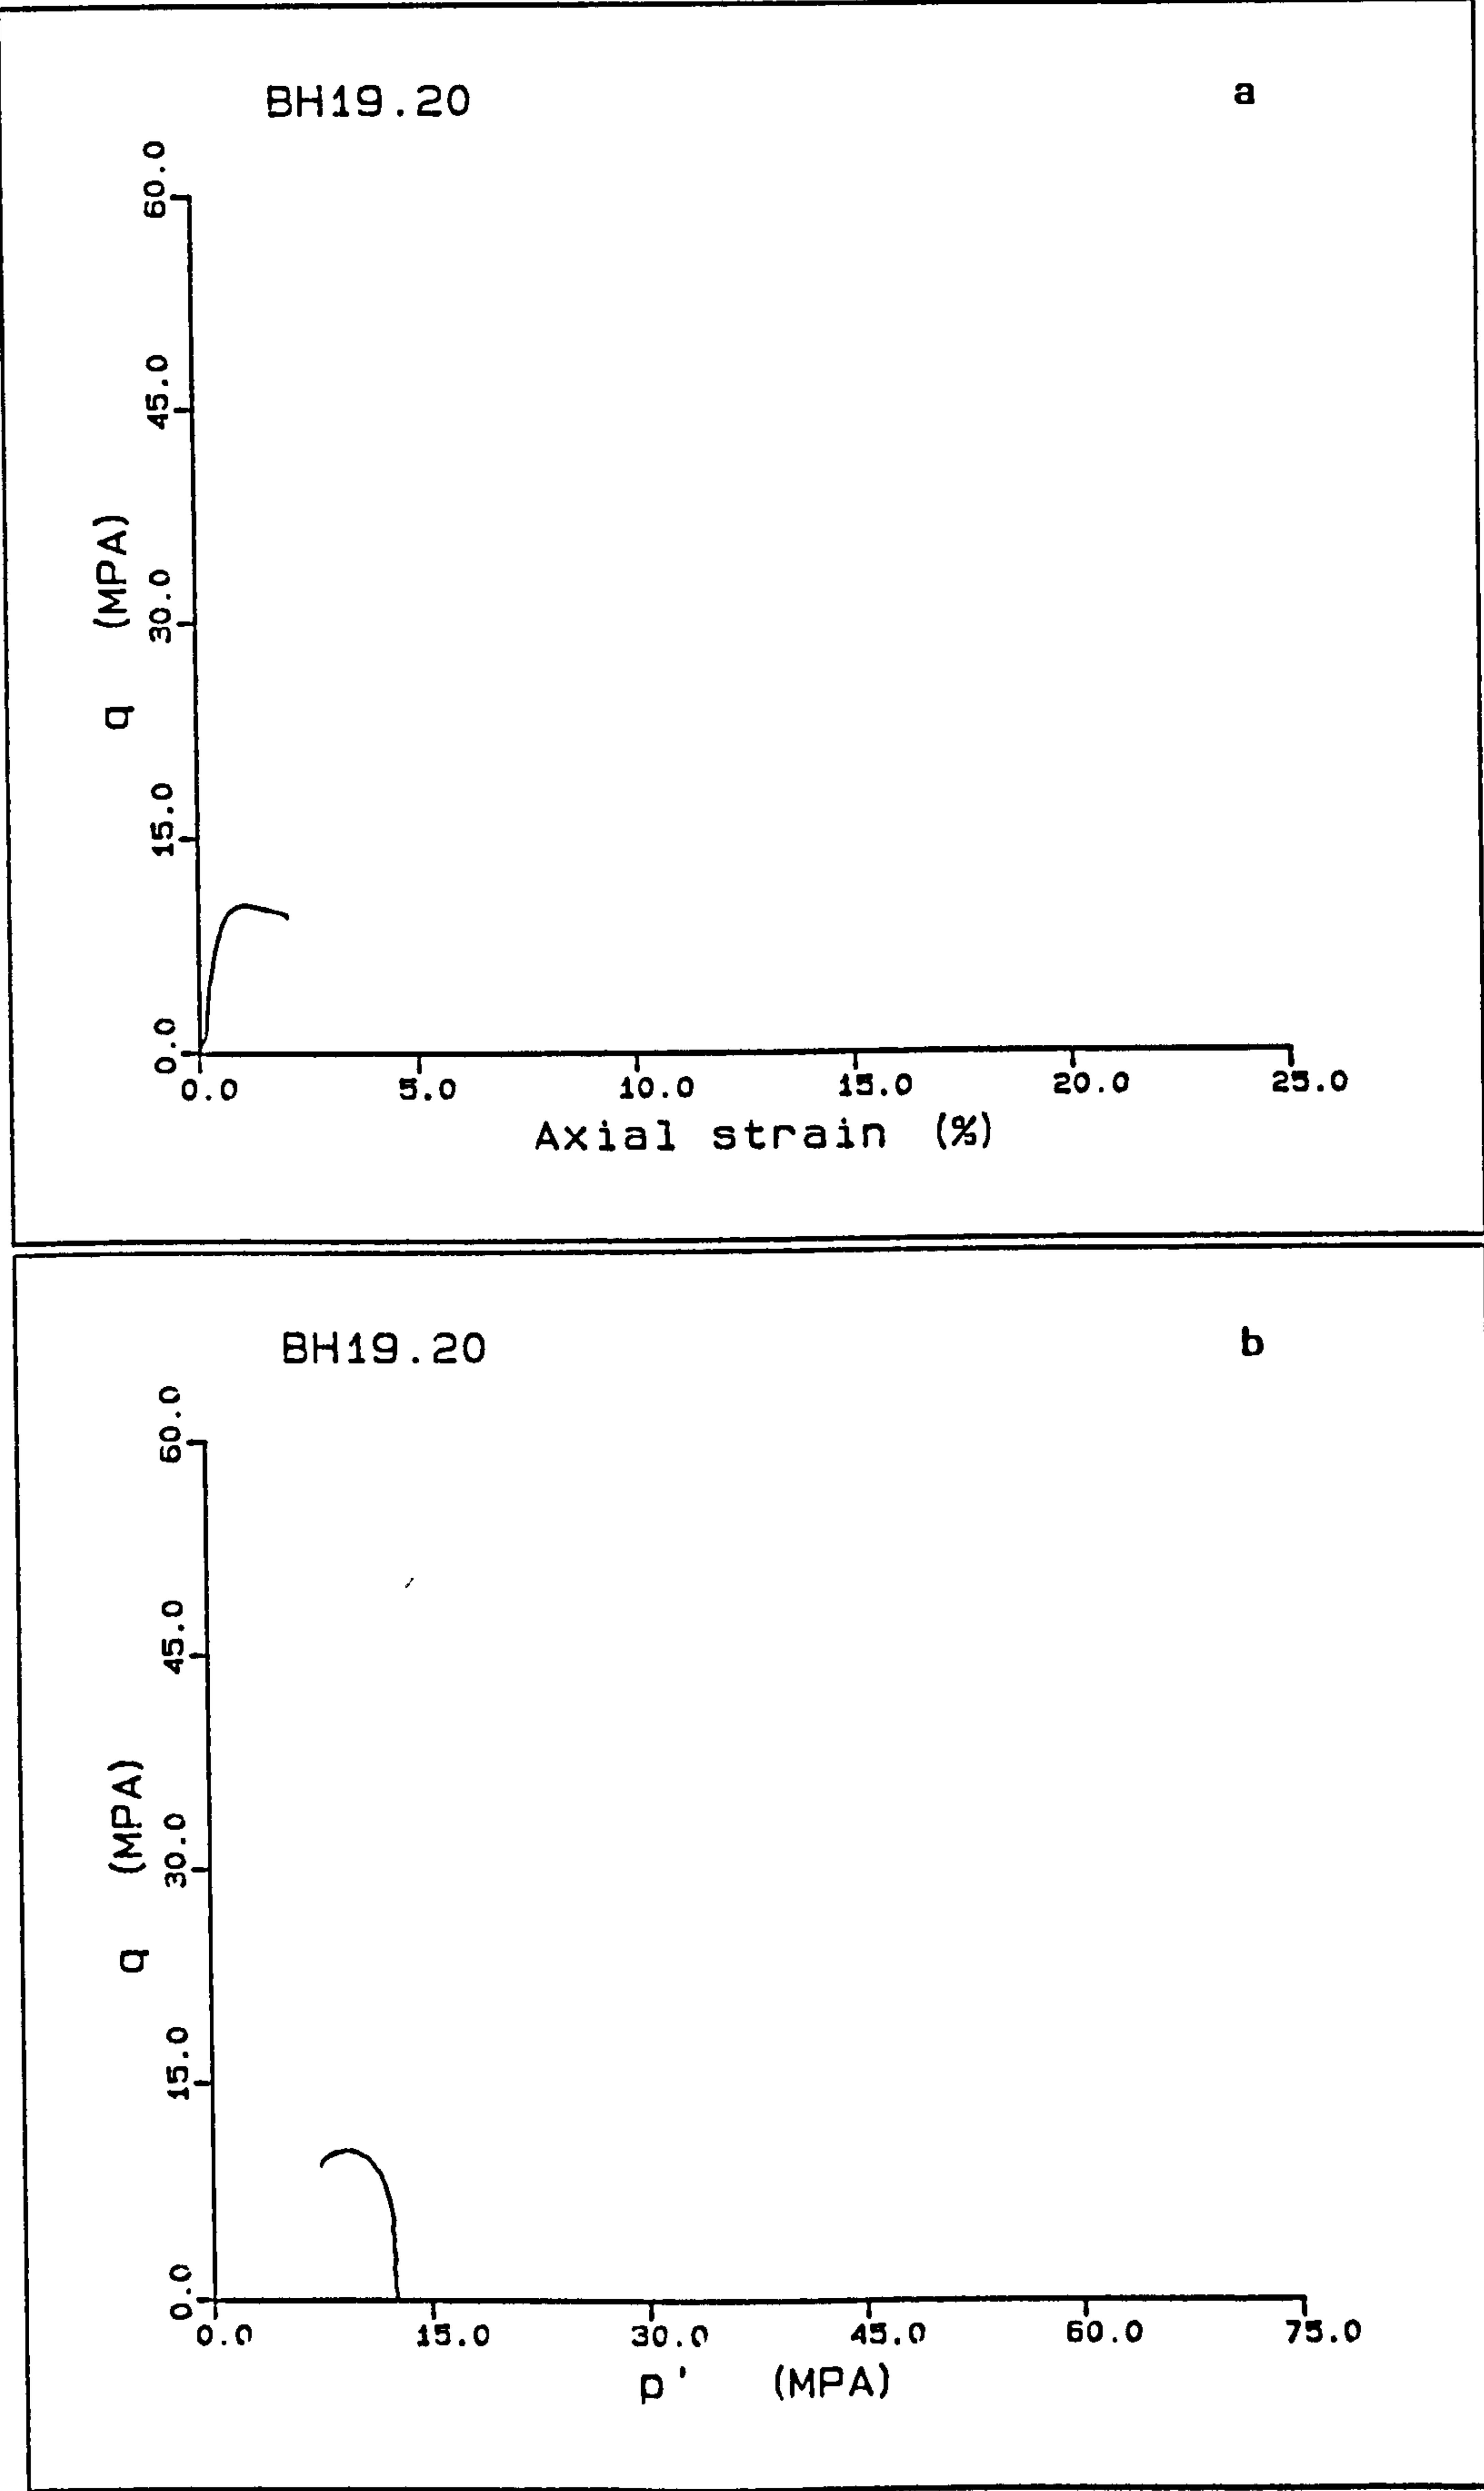 BH19.20 a
60.0
45.0
30.0
15.0
0.0
q (MPA)
0.0 5.0 10.0 15.0 20.0 25.0
Axial strain (%)
BH19.20 b
60.0
45.0
30.0
15.0
0.0
q (MPA)
0.0 15.0 30.0 45.0 60.0 75.0
p' (MPA)